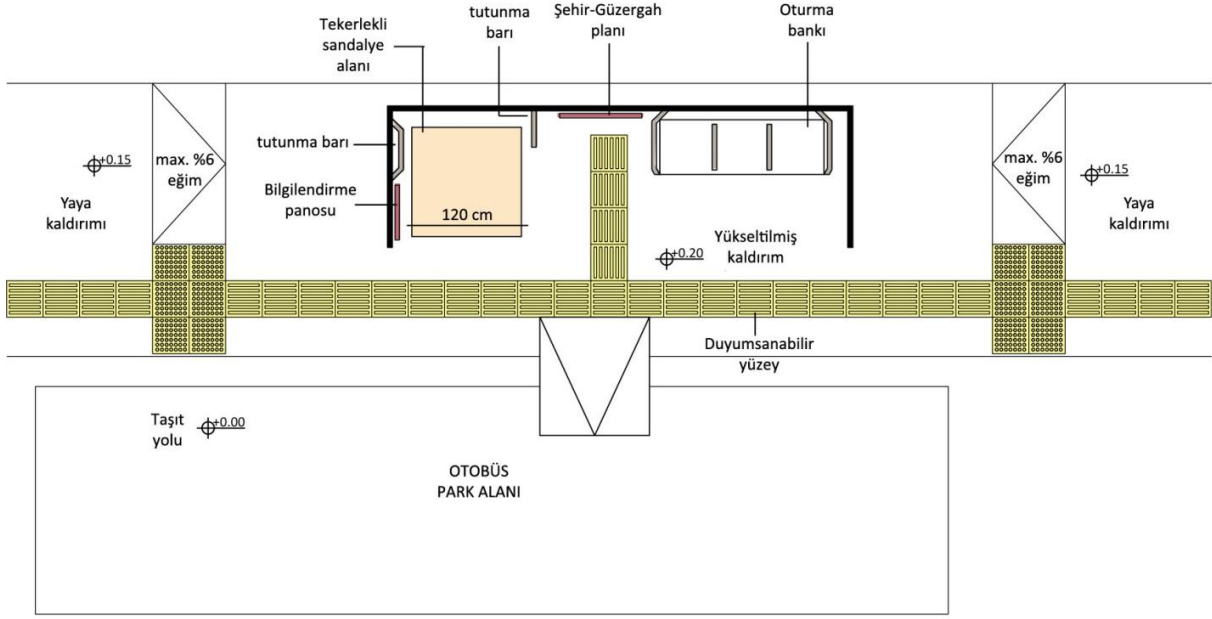 Tekerlekli
sandalye
alanı
tutunma
barı
Şehir-Güzergah
planı
Oturma
bankı
tutunma barı
Bilgilendirme
panosu
120 cm
+0.15
Yaya
kaldırımı
max. %6
eğim
+0.20
Yükseltilmiş
kaldırım
max. %6
eğim
+0.15
Yaya
kaldırımı
Duyumsanabilir
yüzey
Taşıt
yolu
+0.00
OTOBÜS
PARK ALANI